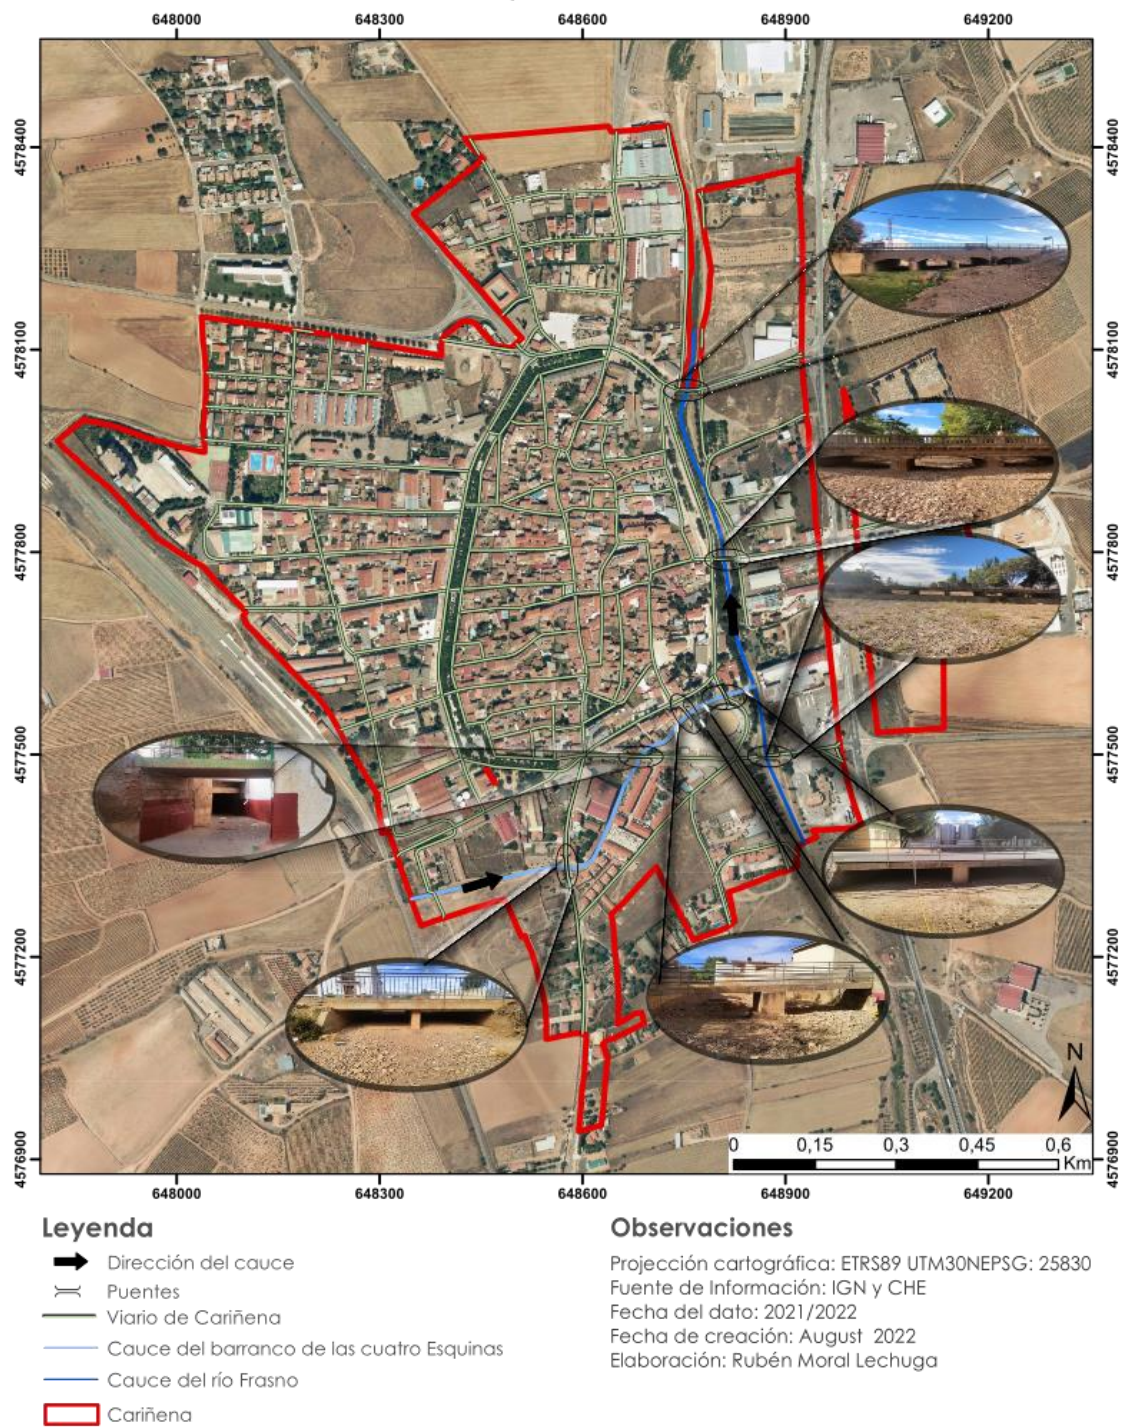 648000 648300 648600 648900 649200
4578400 4578400
4578100 4578100
4577800 4577800
4577500 4577500
4577200 4577200
4576900 4576900
N
0 0,15 0,3 0,45 0,6
Km
648000 648300 648600 648900 649200
Leyenda
Dirección del cauce
Puentes
Viario de Cariñena
Cauce del barranco de las cuatro Esquinas
Cauce del río Frasno
Cariñena
Observaciones
Projección cartográfica: ETRS89 UTM30NEPSG: 25830
Fuente de Información: IGN y CHE
Fecha del dato: 2021/2022
Fecha de creación: August 2022
Elaboración: Rubén Moral Lechuga